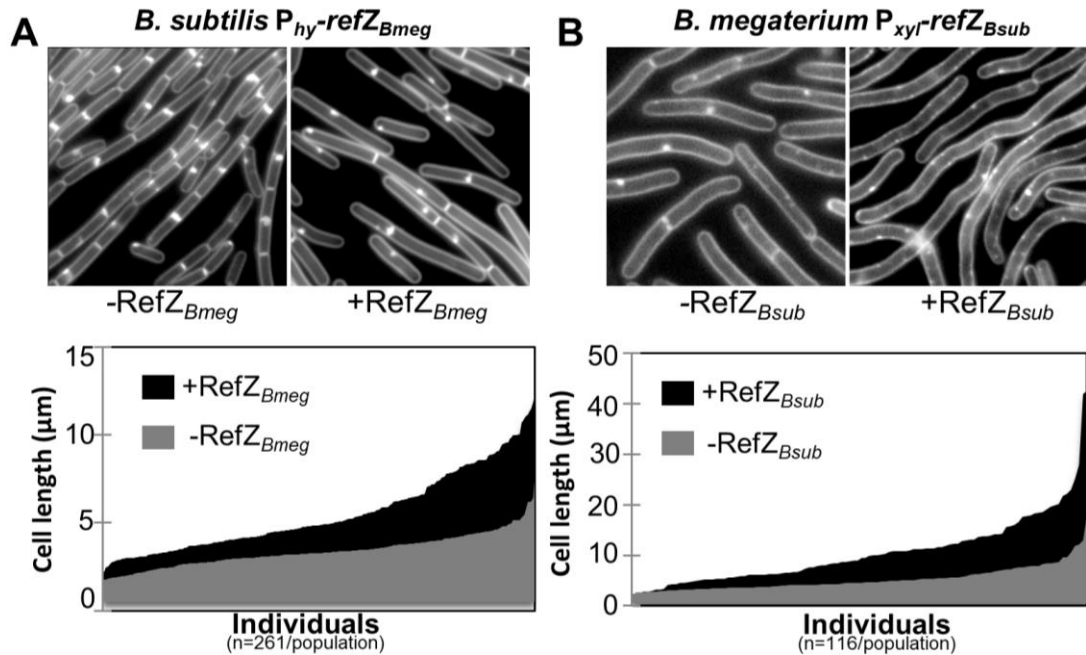 A
B. subtilis Phy-refZBmeg
-RefZBmeg
+RefZBmeg
15
10
5
0
Cell length (µm)
+RefZBmeg
-RefZBmeg
Individuals
(n=261/population)
B
B. megaterium Pxyl-refZBsub
-RefZBsub
+RefZBsub
50
40
30
20
10
0
Cell length (µm)
+RefZBsub
-RefZBsub
Individuals
(n=116/population)